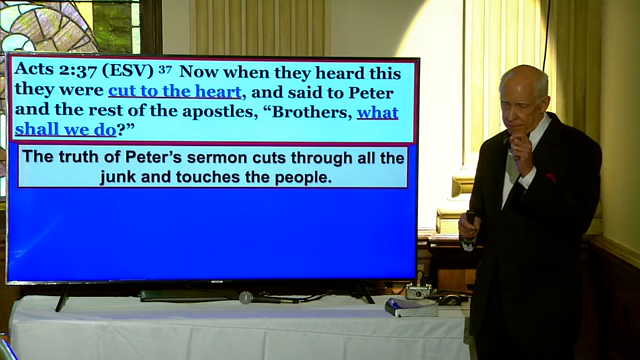 Acts 2:37 (ESV) 37 Now when they heard this
they were cut to the heart, and said to Peter
and the rest of the apostles, “Brothers, what
shall we do?”
The truth of Peter’s sermon cuts through all the
junk and touches the people.